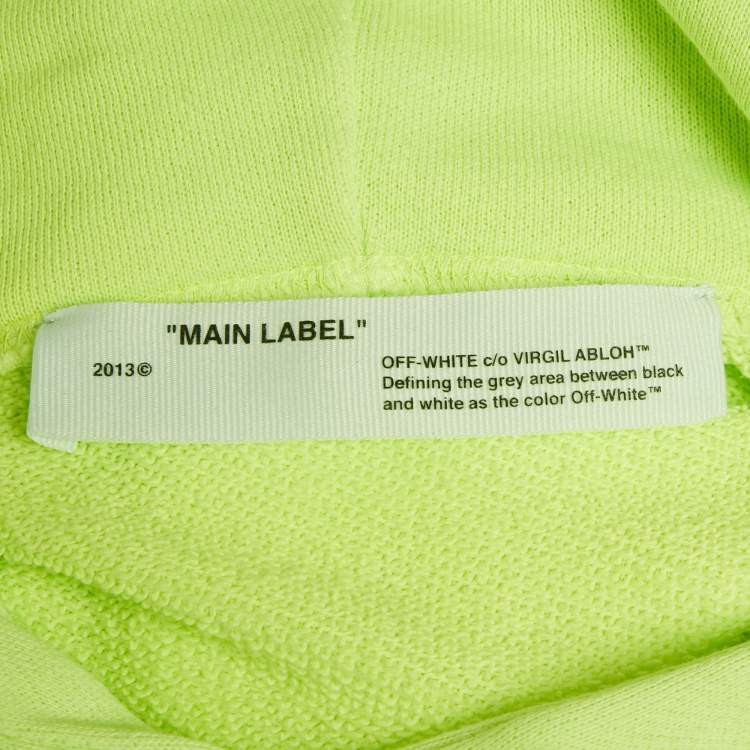 "MAIN LABEL"
2013©
OFF-WHITE c/o VIRGIL ABLOH™
Defining the grey area between black
and white as the color Off-White™